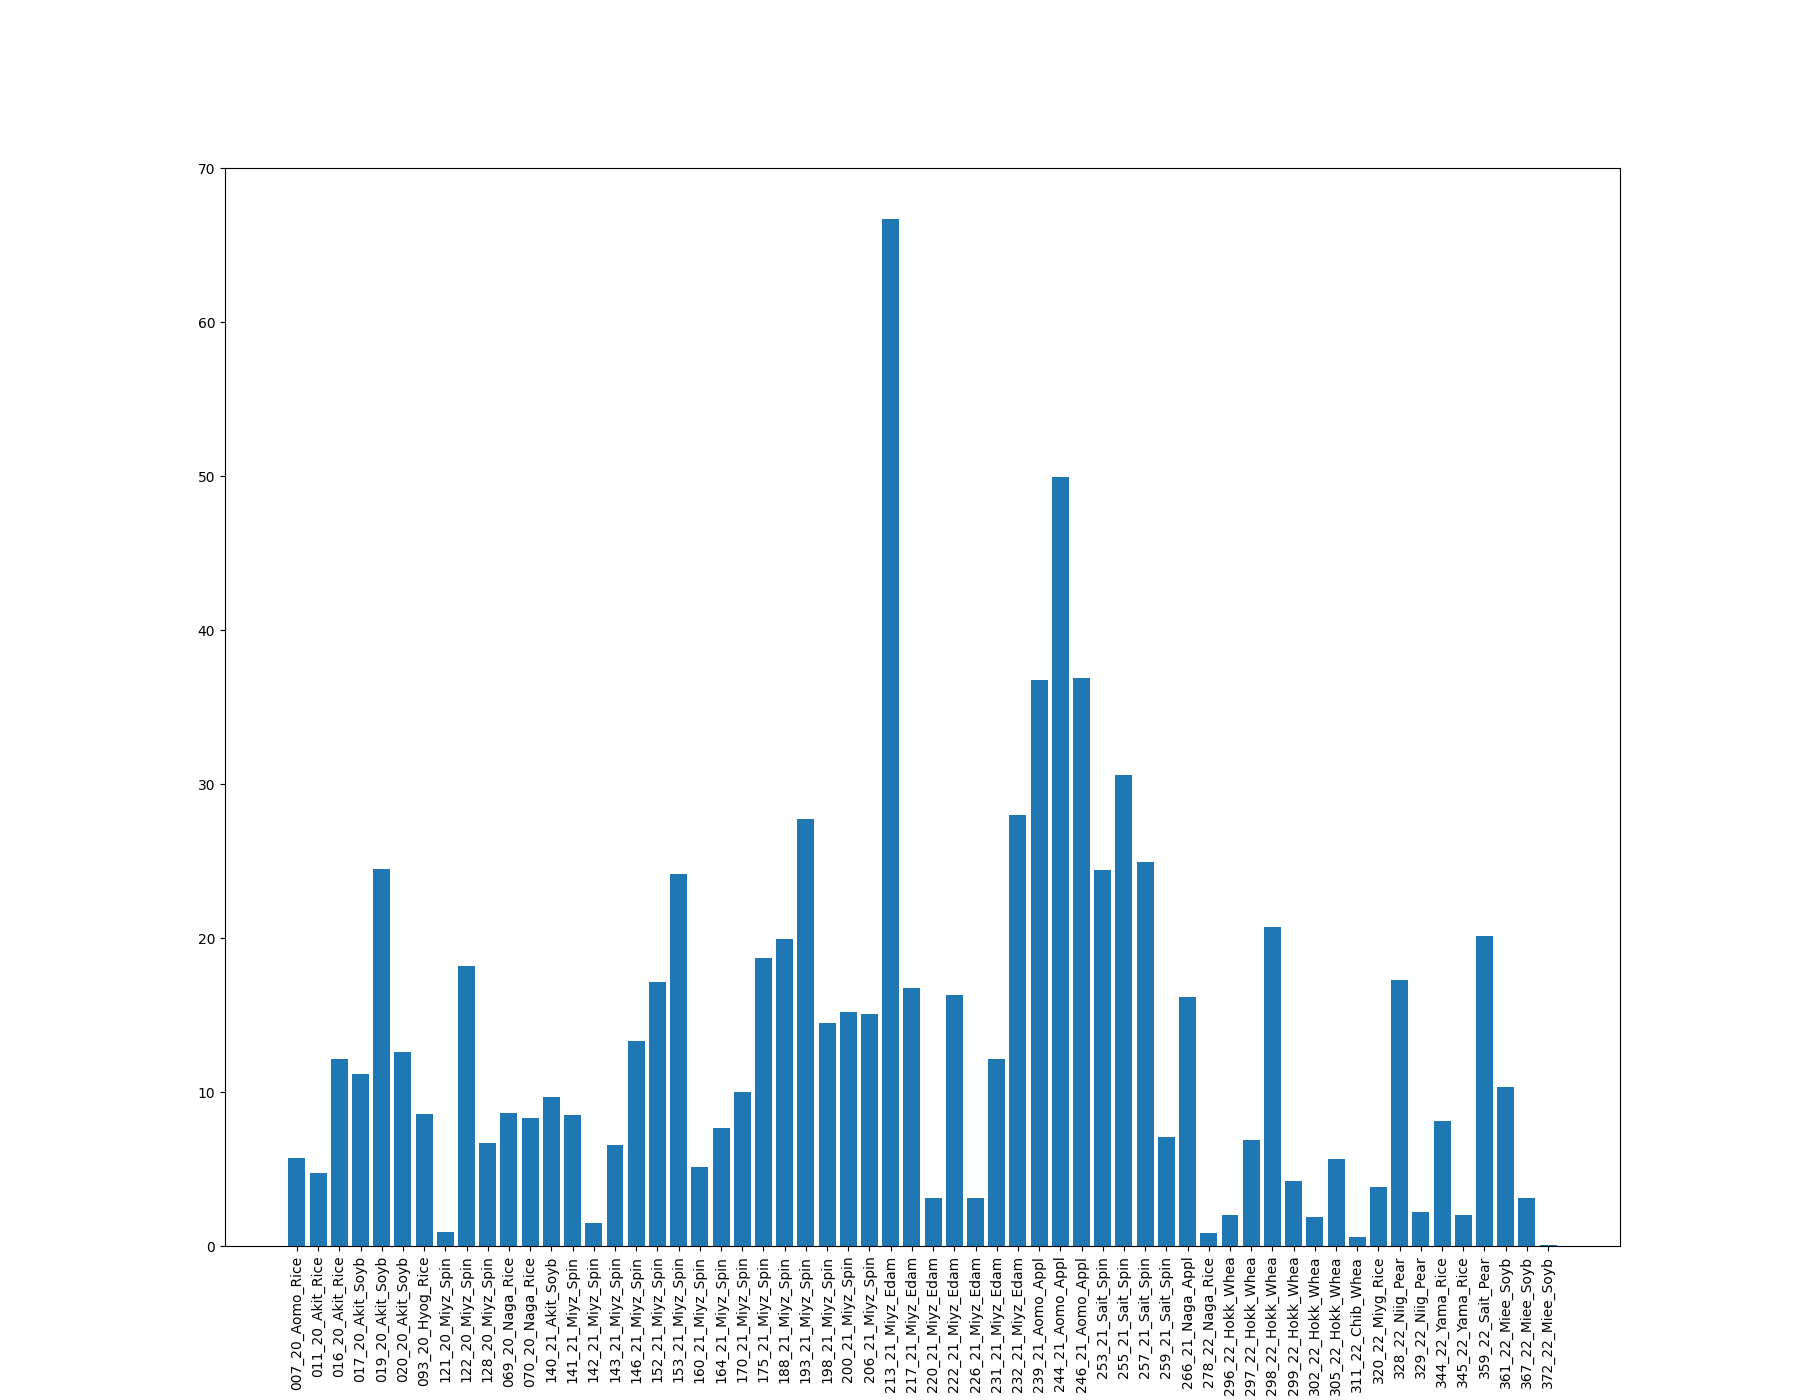 70
60
50
40
30
20
10
0
007_20_Aomo_Rice
011_20_Akit_Rice
016_20_Akit_Rice
017_20_Akit_Soyb
019_20_Akit_Soyb
020_20_Akit_Soyb
093_20_Hyog_Rice
121_20_Miyz_Spin
122_20_Miyz_Spin
128_20_Miyz_Spin
069_20_Naga_Rice
070_20_Naga_Rice
140_21_Akit_Soyb
141_21_Miyz_Spin
142_21_Miyz_Spin
143_21_Miyz_Spin
146_21_Miyz_Spin
152_21_Miyz_Spin
153_21_Miyz_Spin
160_21_Miyz_Spin
164_21_Miyz_Spin
170_21_Miyz_Spin
175_21_Miyz_Spin
188_21_Miyz_Spin
193_21_Miyz_Spin
198_21_Miyz_Spin
200_21_Miyz_Spin
206_21_Miyz_Spin
213_21_Miyz_Edam
217_21_Miyz_Edam
220_21_Miyz_Edam
222_21_Miyz_Edam
226_21_Miyz_Edam
231_21_Miyz_Edam
232_21_Miyz_Edam
239_21_Aomo_Appl
244_21_Aomo_Appl
246_21_Aomo_Appl
253_21_Sait_Spin
255_21_Sait_Spin
257_21_Sait_Spin
259_21_Sait_Spin
266_21_Naga_Appl
278_22_Naga_Rice
296_22_Hokk_Whea
297_22_Hokk_Whea
298_22_Hokk_Whea
299_22_Hokk_Whea
302_22_Hokk_Whea
305_22_Hokk_Whea
311_22_Chib_Whea
320_22_Miyg_Rice
328_22_Niig_Pear
329_22_Niig_Pear
344_22_Yama_Rice
345_22_Yama_Rice
359_22_Sait_Pear
361_22_Miee_Soyb
367_22_Miee_Soyb
372_22_Miee_Soyb